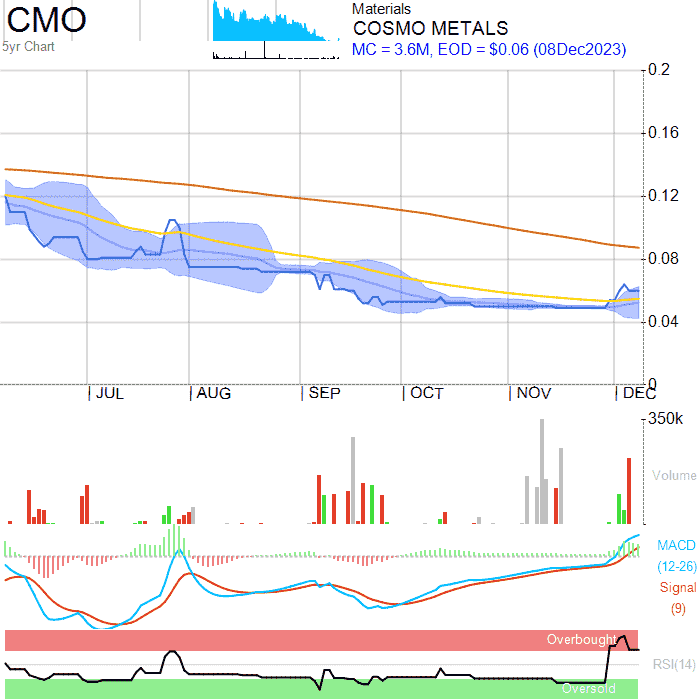 CMO
5yr Chart
Materials
COSMO METALS
MC = 3.6M, EOD = $0.06 (08Dec2023)
0.2
0.16
0.12
0.08
0.04
0
JUL AUG SEP OCT NOV DEC
350k
Volume
MACD
(12-26)
Signal
(9)
Overbought
RSI(14)
Oversold